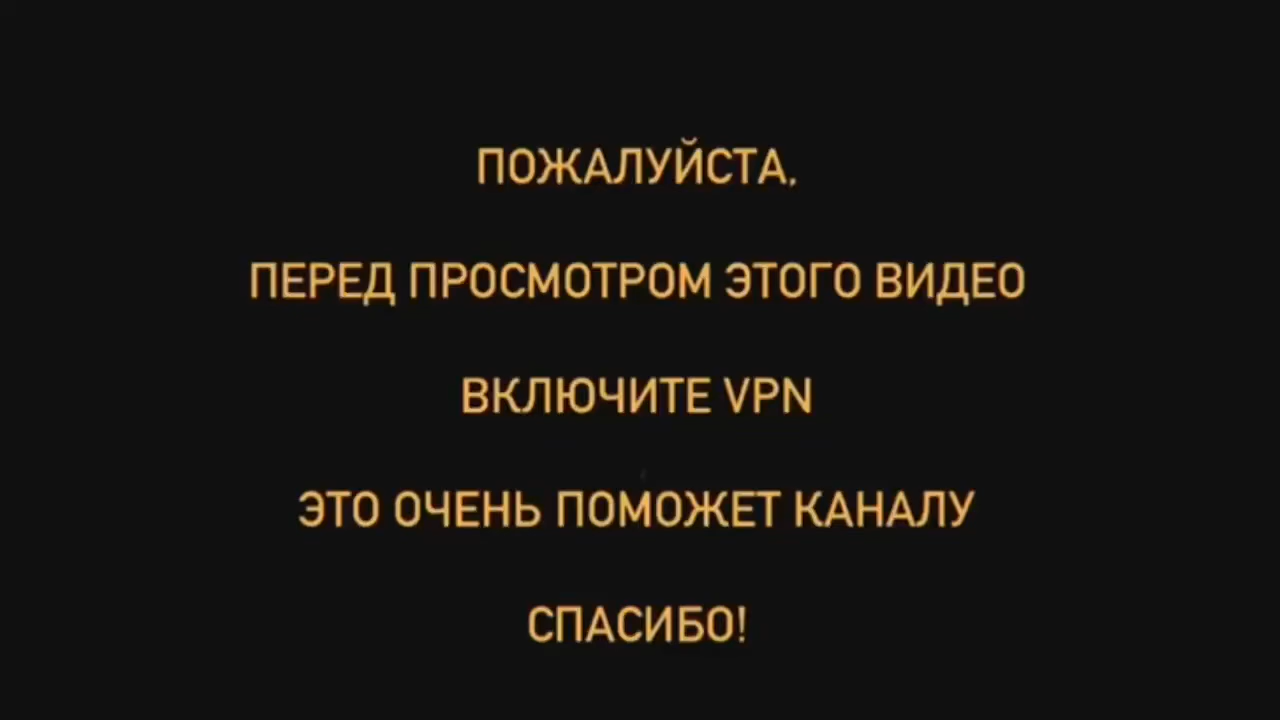 ПОЖАЛУЙСТА,
ПЕРЕД ПРОСМОТРОМ ЭТОГО ВИДЕО
ВКЛЮЧИТЕ VPN
ЭТО ОЧЕНЬ ПОМОЖЕТ КАНАЛУ
СПАСИБО!